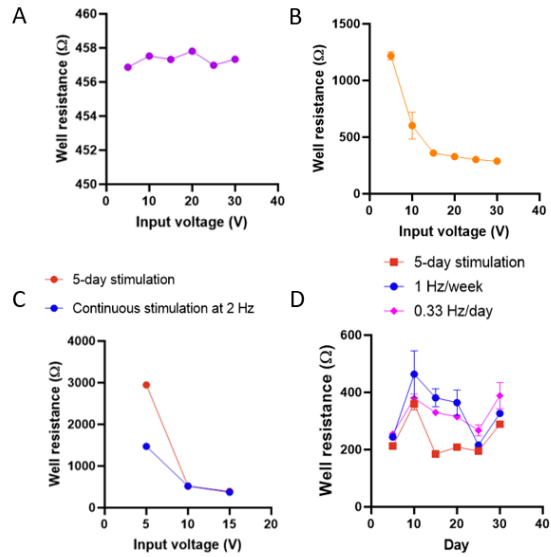 A
Well resistance (Ω)
460
458
456
454
452
450
0
10
20
30
40
Input voltage (V)
B
Well resistance (Ω)
1500
1000
500
0
0
10
20
30
40
Input voltage (V)
5-day stimulation
Continuous stimulation at 2 Hz
C
Well resistance (Ω)
4000
3000
2000
1000
0
0
5
10
15
20
Input voltage (V)
5-day stimulation
1 Hz/week
0.33 Hz/day
D
Well resistance (Ω)
600
400
200
0
0
10
20
30
40
Day